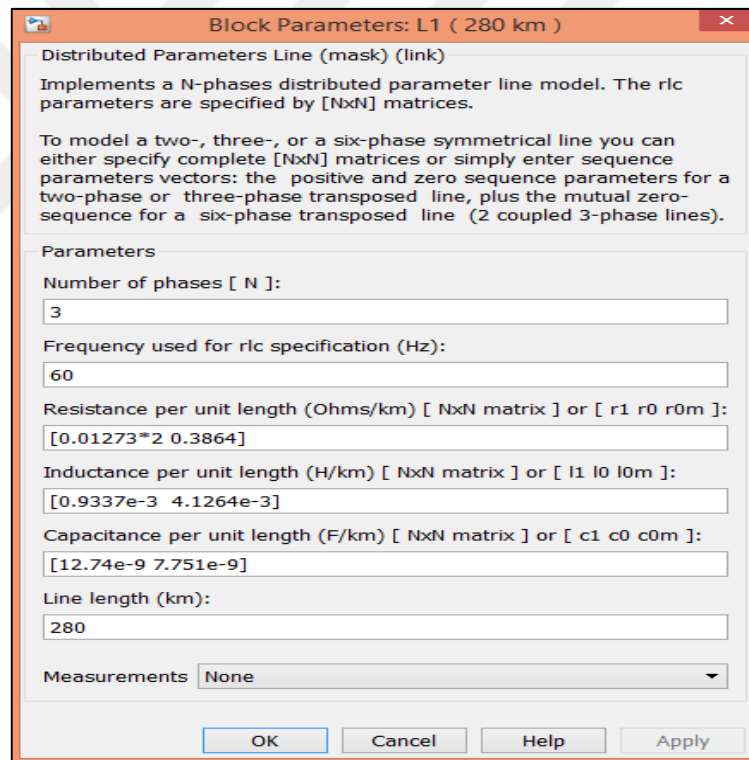 Block Parameters: L1 ( 280 km )
Distributed Parameters Line (mask) (link)
Implements a N-phases distributed parameter line model. The rlc
parameters are specified by [NxN] matrices.
To model a two-, three-, or a six-phase symmetrical line you can
either specify complete [NxN] matrices or simply enter sequence
parameters vectors: the  positive and zero sequence parameters for a
two-phase or  three-phase transposed  line, plus the mutual zero-
sequence for a  six-phase transposed  line  (2 coupled 3-phase lines).
Parameters
Number of phases [ N ]:
3
Frequency used for rlc specification (Hz):
60
Resistance per unit length (Ohms/km) [ NxN matrix ] or [ r1 r0 r0m ]:
[0.01273*2 0.3864]
Inductance per unit length (H/km) [ NxN matrix ] or [ l1 l0 l0m ]:
[0.9337e-3  4.1264e-3]
Capacitance per unit length (F/km) [ NxN matrix ] or [ c1 c0 c0m ]:
[12.74e-9 7.751e-9]
Line length (km):
280
Measurements None
OK Cancel Help Apply